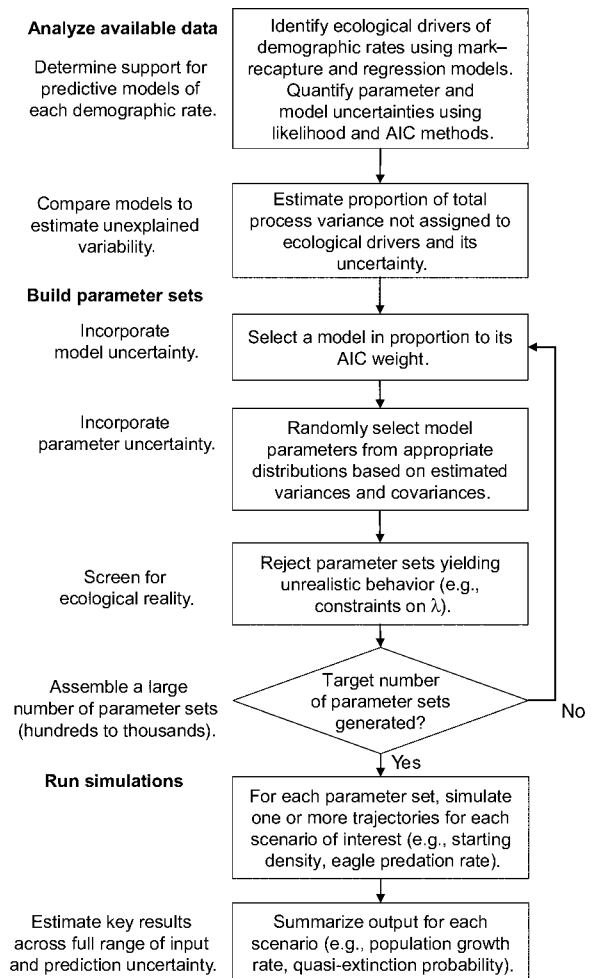 Analyze available data
Determine support for
predictive models of
each demographic rate.
Identify ecological drivers of
demographic rates using mark–
recapture and regression models.
Quantify parameter and
model uncertainties using
likelihood and AIC methods.
Compare models to
estimate unexplained
variability.
Estimate proportion of total
process variance not assigned to
ecological drivers and its
uncertainty.
Build parameter sets
Incorporate
model uncertainty.
Select a model in proportion to its
AIC weight.
Incorporate
parameter uncertainty.
Randomly select model
parameters from appropriate
distributions based on estimated
variances and covariances.
Screen for
ecological reality.
Reject parameter sets yielding
unrealistic behavior (e.g.,
constraints on λ).
Assemble a large
number of parameter sets
(hundreds to thousands).
Target number
of parameter sets
generated?
No
Yes
Run simulations
For each parameter set, simulate
one or more trajectories for each
scenario of interest (e.g., starting
density, eagle predation rate).
Estimate key results
across full range of input
and prediction uncertainty.
Summarize output for each
scenario (e.g., population growth
rate, quasi-extinction probability).